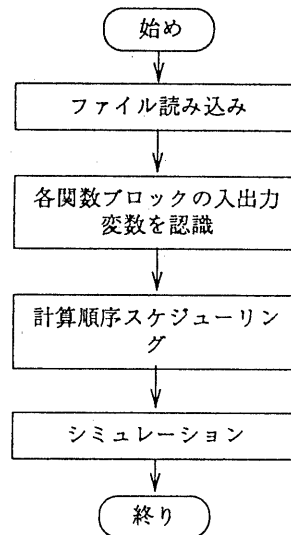 始め
ファイル読み込み
各関数ブロックの入出力
変数を認識
計算順序スケジューリン
グ
シミュレーション
終り